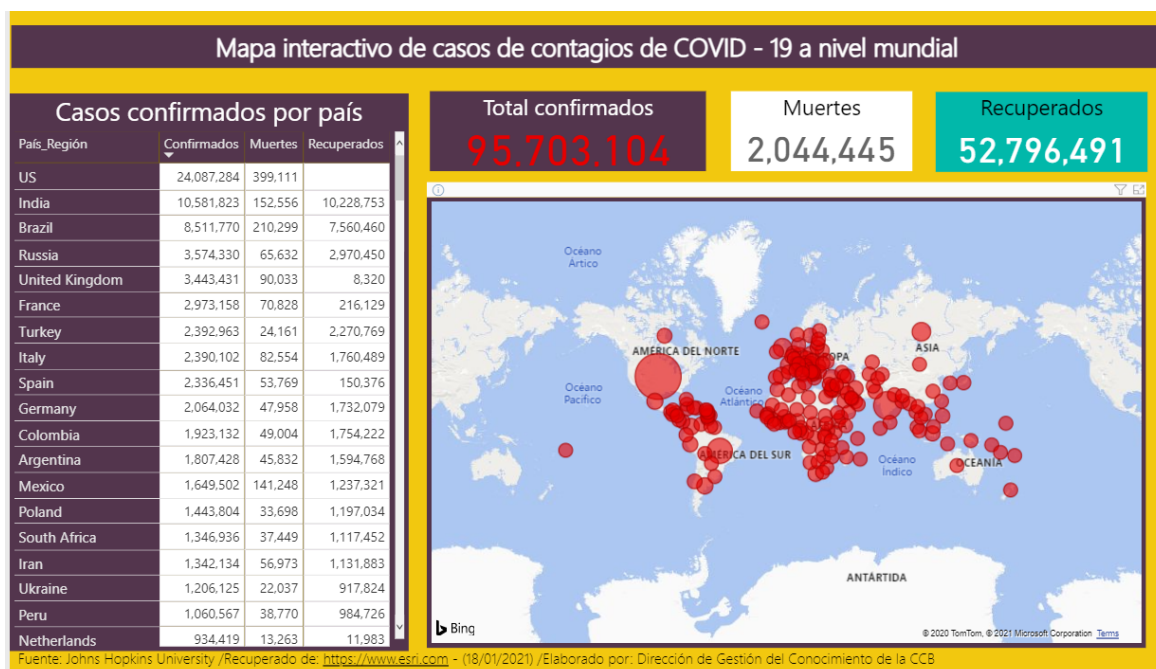 Mapa interactivo de casos de contagios de COVID - 19 a nivel mundial
Casos confirmados por país
País_Región Confirmados Muertes Recuperados
US 24,087,284 399,111
India 10,581,823 152,556 10,228,753
Brazil 8,511,770 210,299 7,560,460
Russia 3,574,330 65,632 2,970,450
United Kingdom 3,443,431 90,033 8,320
France 2,973,158 70,828 216,129
Turkey 2,392,963 24,161 2,270,769
Italy 2,390,102 82,554 1,760,489
Spain 2,336,451 53,769 150,376
Germany 2,064,032 47,958 1,732,079
Colombia 1,923,132 49,004 1,754,222
Argentina 1,807,428 45,832 1,594,768
Mexico 1,649,502 141,248 1,237,321
Poland 1,443,804 33,698 1,197,034
South Africa 1,346,936 37,449 1,117,452
Iran 1,342,134 56,973 1,131,883
Ukraine 1,206,125 22,037 917,824
Peru 1,060,567 38,770 984,726
Netherlands 934,419 13,263 11,983
Total confirmados
95.703.104
Muertes
2,044,445
Recuperados
52,796,491
Océano
Ártico
AMÉRICA DEL NORTE
ASIA
Océano
Pacífico
Océano
Atlántico
AMÉRICA DEL SUR
Océano
Índico
OCEANÍA
ANTÁRTIDA
Bing
© 2020 TomTom, © 2021 Microsoft Corporation Terms
Fuente: Johns Hopkins University /Recuperado de: https://www.esri.com - (18/01/2021) /Elaborado por: Dirección de Gestión del Conocimiento de la CCB